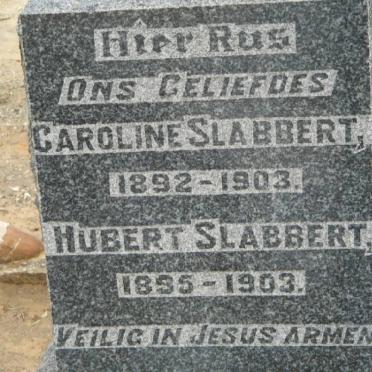 Hier Rus
ONS GELIEFDES
CAROLINE SLABBERT,
1892-1903.
HUBERT SLABBERT,
1895-1903.
VEILIG IN JESUS ARMEN